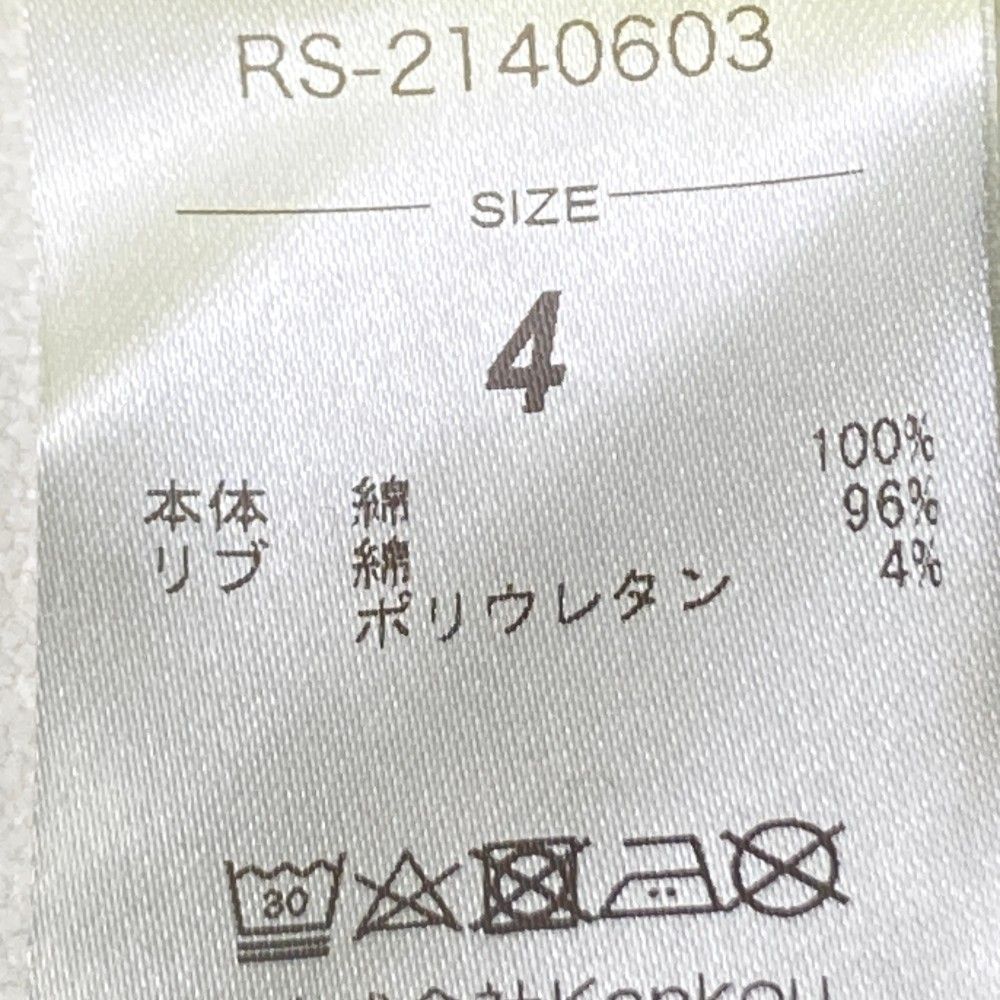 RS-2140603
SIZE
4
本体 綿 100%
リブ 綿 96%
ポリウレタン 4%
30